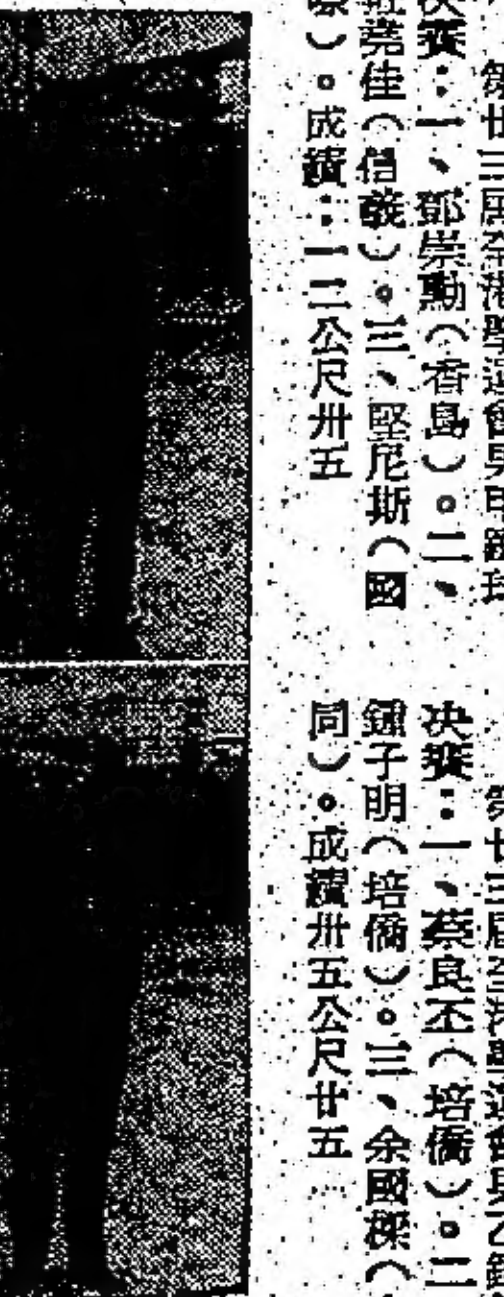 第廿三屆全港學運會男甲鐵球
決賽：一、鄧崇勳（香島）。二、
堯佳（信義）。三、堅尼斯（國
）。成績：一二公尺卅五
第廿三屆全港學運會男乙鐵
決賽：一、蔡良丕（培僑）。二
鍾子明（培僑）。三、余國樑（
同）。成績卅五公尺廿五